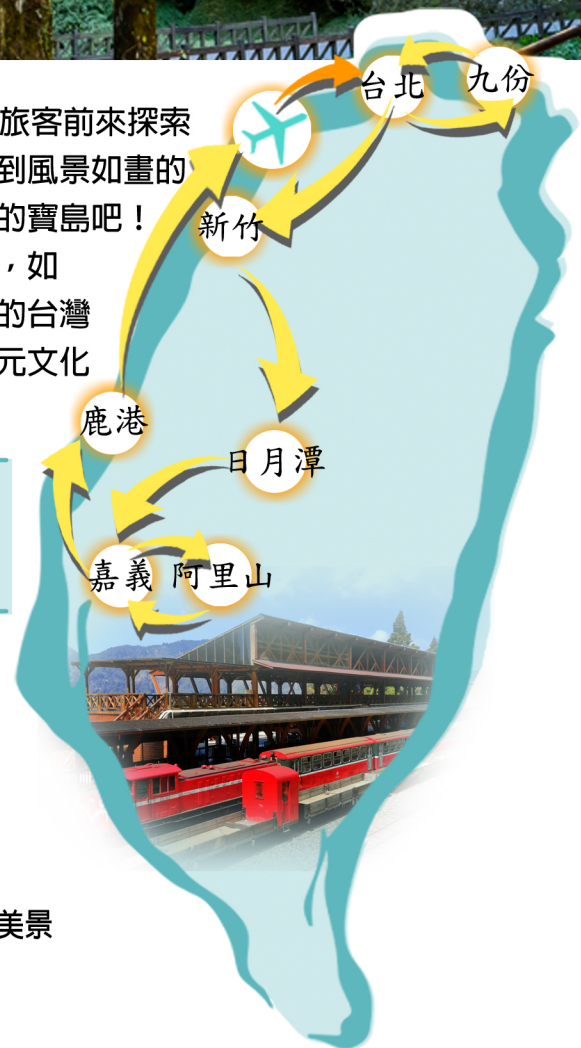 旅客前來探索
到風景如畫的
的寶島吧！
，如
的台灣
元文化
台北
九份
新竹
鹿港
日月潭
嘉義
阿里山
美景